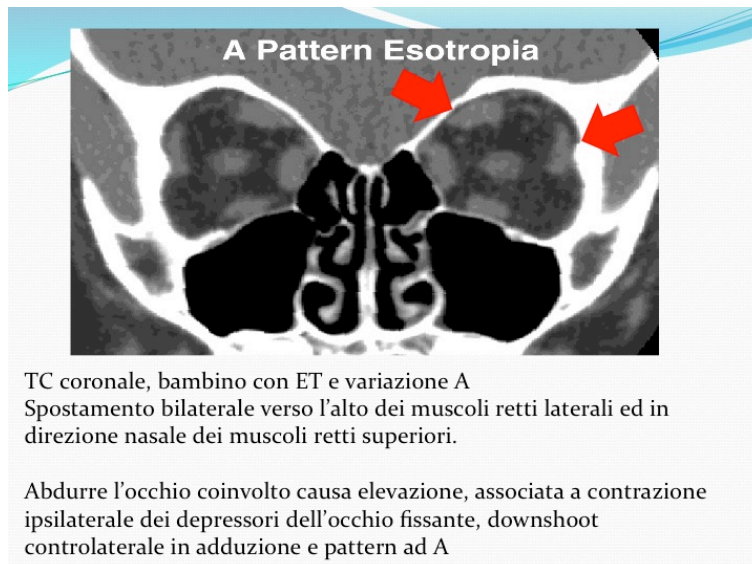 A Pattern Esotropia
TC coronale, bambino con ET e variazione A
Spostamento bilaterale verso l'alto dei muscoli retti laterali ed in
direzione nasale dei muscoli retti superiori.
Abdurre l'occhio coinvolto causa elevazione, associata a contrazione
ipsilaterale dei depressori dell'occhio fissante, downshoot
controlaterale in adduzione e pattern ad A